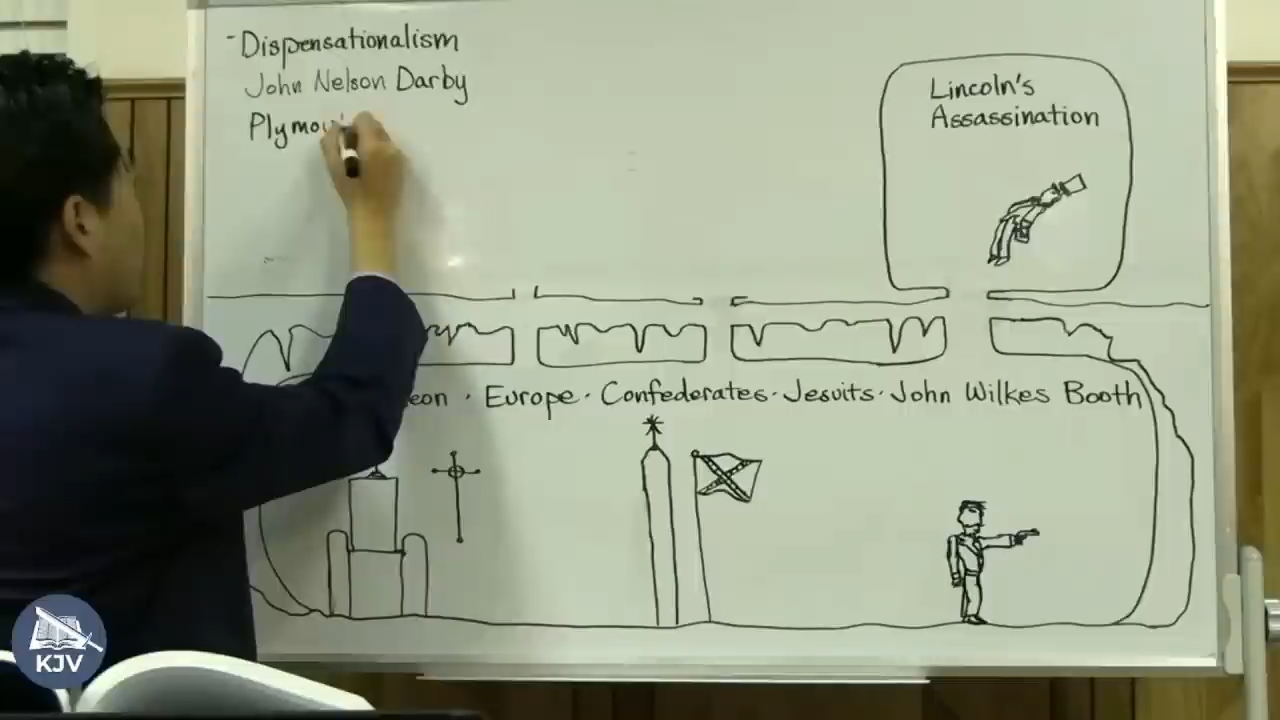 - Dispensationalism
John Nelson Darby
Lincoln's
Assassination
· Europe · Confederates · Jesuits · John Wilkes Booth
KJV